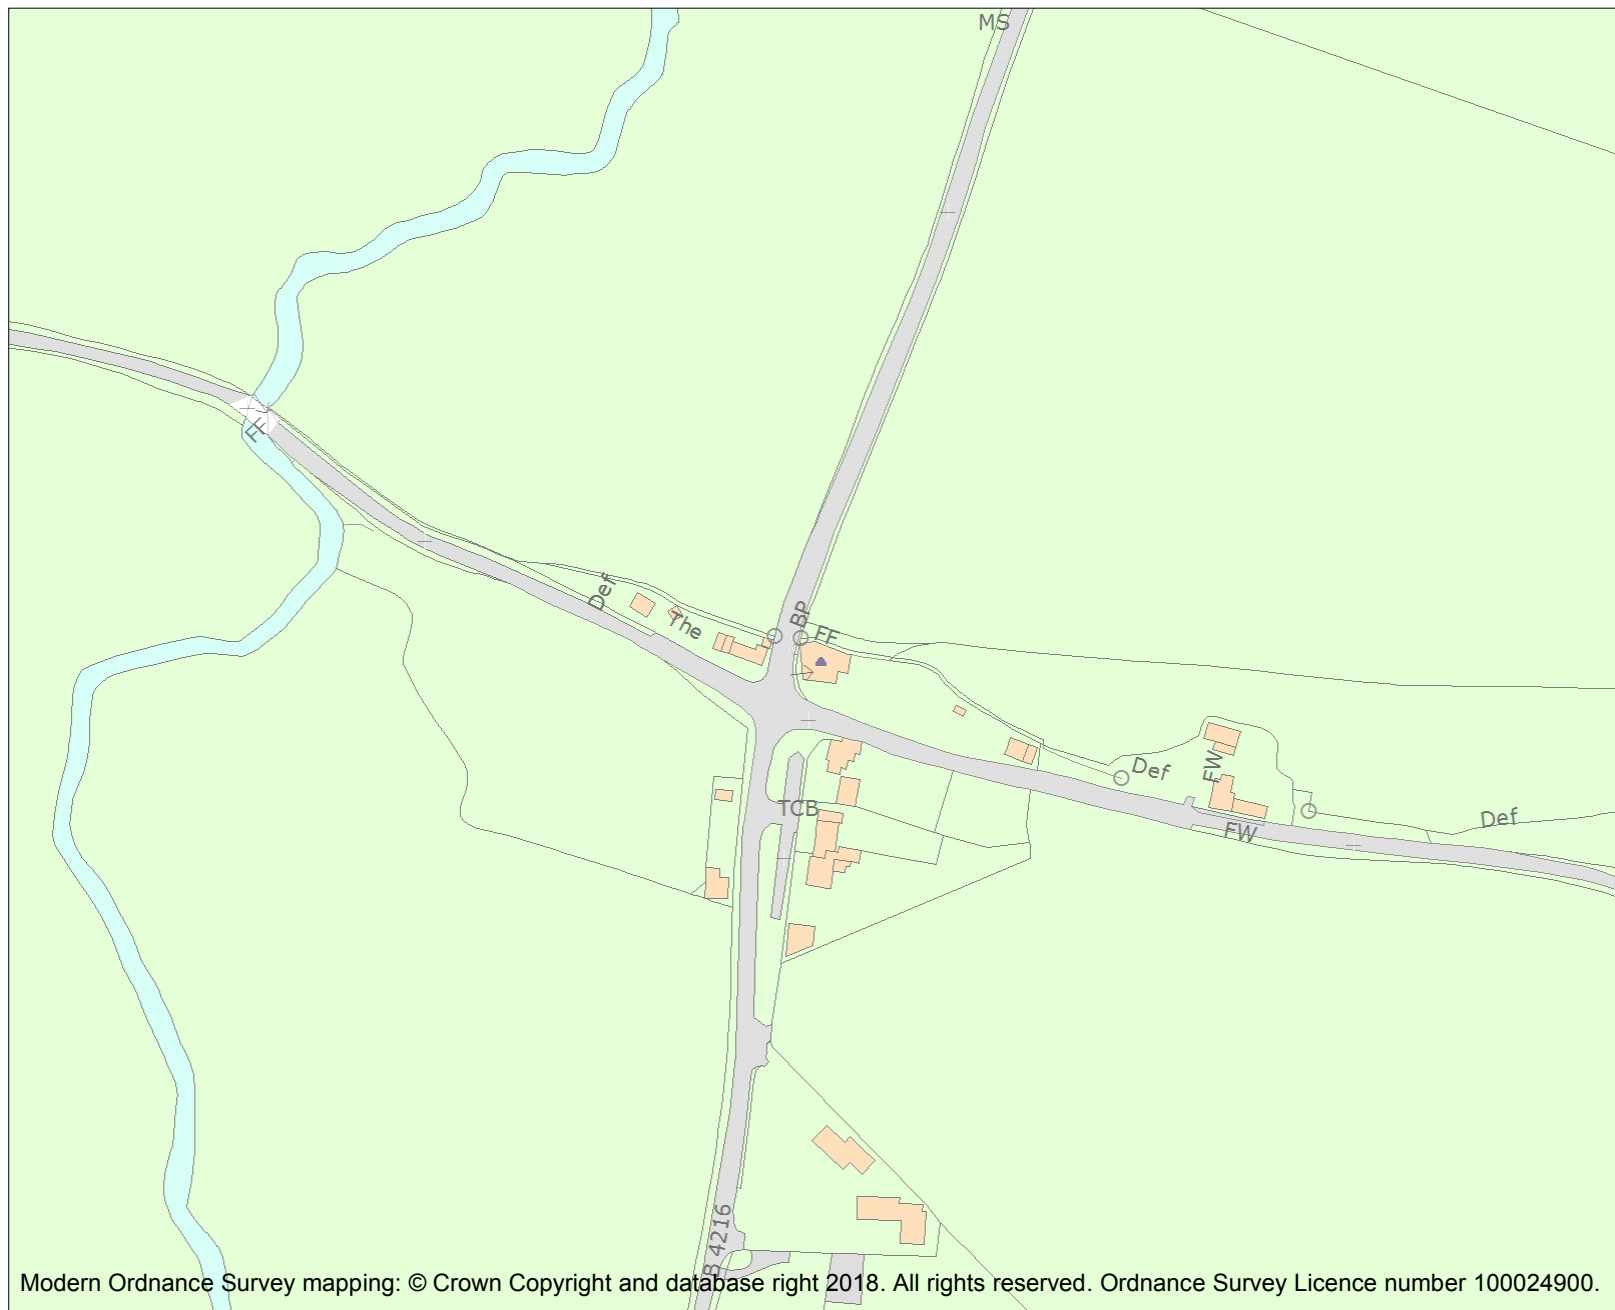 MS
FF
Def
The
BP
FF
Def
FW
TCB
FW
Def
B 4216
Modern Ordnance Survey mapping: © Crown Copyright and database right 2018. All rights reserved. Ordnance Survey Licence number 100024900.